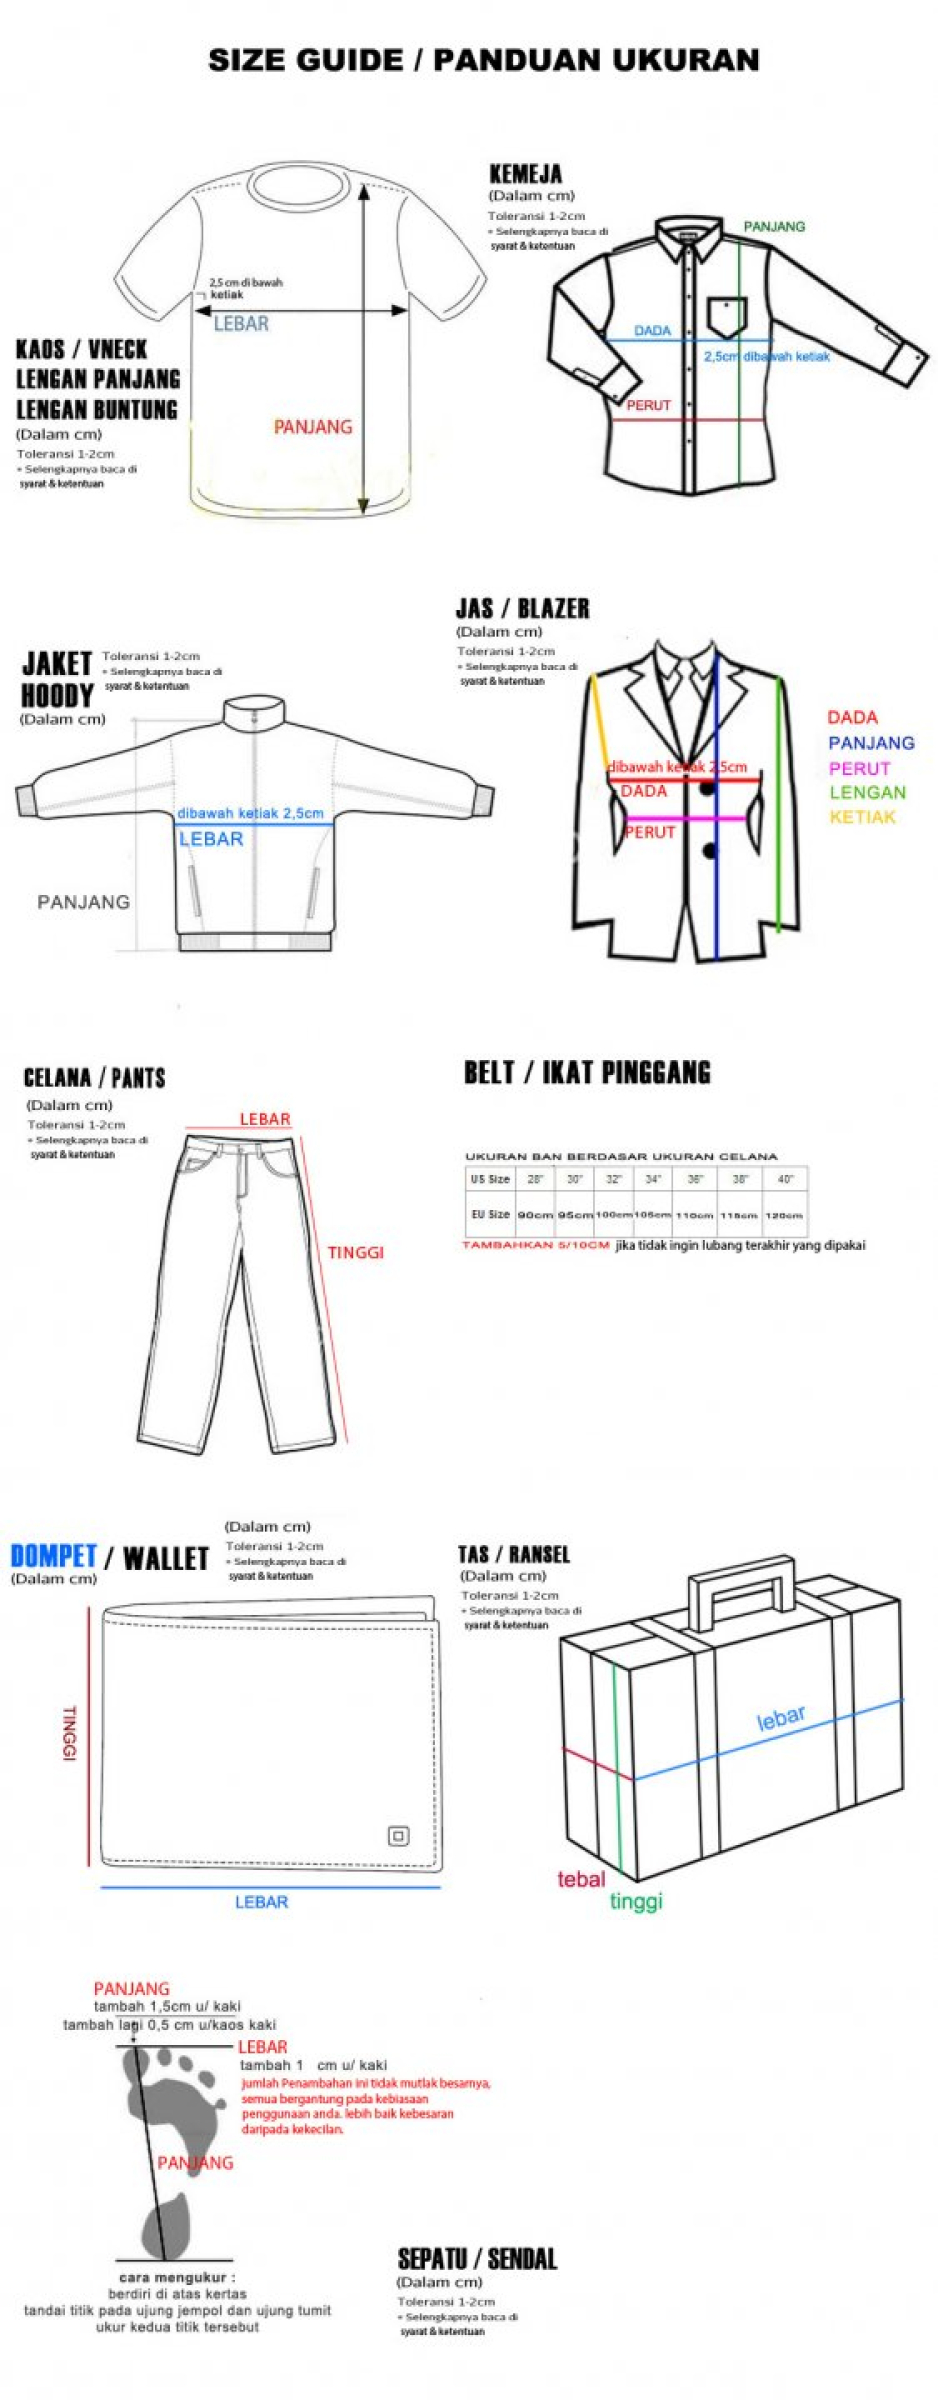 SIZE GUIDE / PANDUAN UKURAN
KEMEJA
(Dalam cm)
Toleransi 1-2cm
* Selengkapnya baca di
syarat & ketentuan
PANJANG
DADA
2,5cm dibawah ketiak
PERUT
2,5 cm di bawah
ketiak
LEBAR
PANJANG
KAOS / VNECK
LENGAN PANJANG
LENGAN BUNTUNG
(Dalam cm)
Toleransi 1-2cm
* Selengkapnya baca di
syarat & ketentuan
JAKET
HOODY
(Dalam cm)
Toleransi 1-2cm
* Selengkapnya baca di
syarat & ketentuan
dibawah ketiak 2,5cm
LEBAR
PANJANG
JAS / BLAZER
(Dalam cm)
Toleransi 1-2cm
* Selengkapnya baca di
syarat & ketentuan
dibawah ketiak 2,5cm
DADA
PERUT
DADA
PANJANG
PERUT
LENGAN
KETIAK
CELANA / PANTS
(Dalam cm)
Toleransi 1-2cm
* Selengkapnya baca di
syarat & ketentuan
LEBAR
TINGGI
BELT / IKAT PINGGANG
UKURAN BAN BERDASAR UKURAN CELANA
US Size 28" 30" 32" 34" 36" 38" 40"
EU Size 90cm 95cm 100cm 105cm 110cm 115cm 120cm
TAMBAHKAN 5/10CM jika tidak ingin lubang terakhir yang dipakai
DOMPET / WALLET
(Dalam cm)
(Dalam cm)
Toleransi 1-2cm
* Selengkapnya baca di
syarat & ketentuan
TINGGI
LEBAR
TAS / RANSEL
(Dalam cm)
Toleransi 1-2cm
* Selengkapnya baca di
syarat & ketentuan
lebar
tebal
tinggi
PANJANG
tambah 1,5cm u/ kaki
tambah lagi 0,5 cm u/kaos kaki
LEBAR
tambah 1 cm u/ kaki
jumlah Penambahan ini tidak mutlak besarnya,
semua bergantung pada kebiasaan
penggunaan anda. lebih baik kebesaran
daripada kekecilan.
PANJANG
cara mengukur :
berdiri di atas kertas
tandai titik pada ujung jempol dan ujung tumit
ukur kedua titik tersebut
SEPATU / SENDAL
(Dalam cm)
Toleransi 1-2cm
* Selengkapnya baca di
syarat & ketentuan